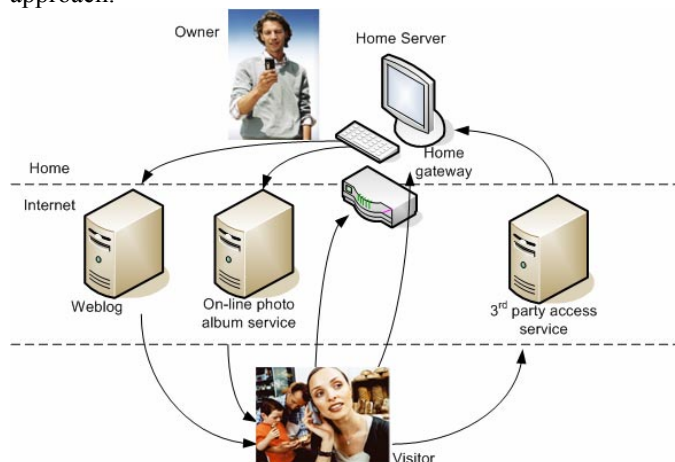 approach.
Owner
Home Server
Home
gateway
Home
Internet
Weblog
On-line photo
album service
3rd party access
service
Visitor